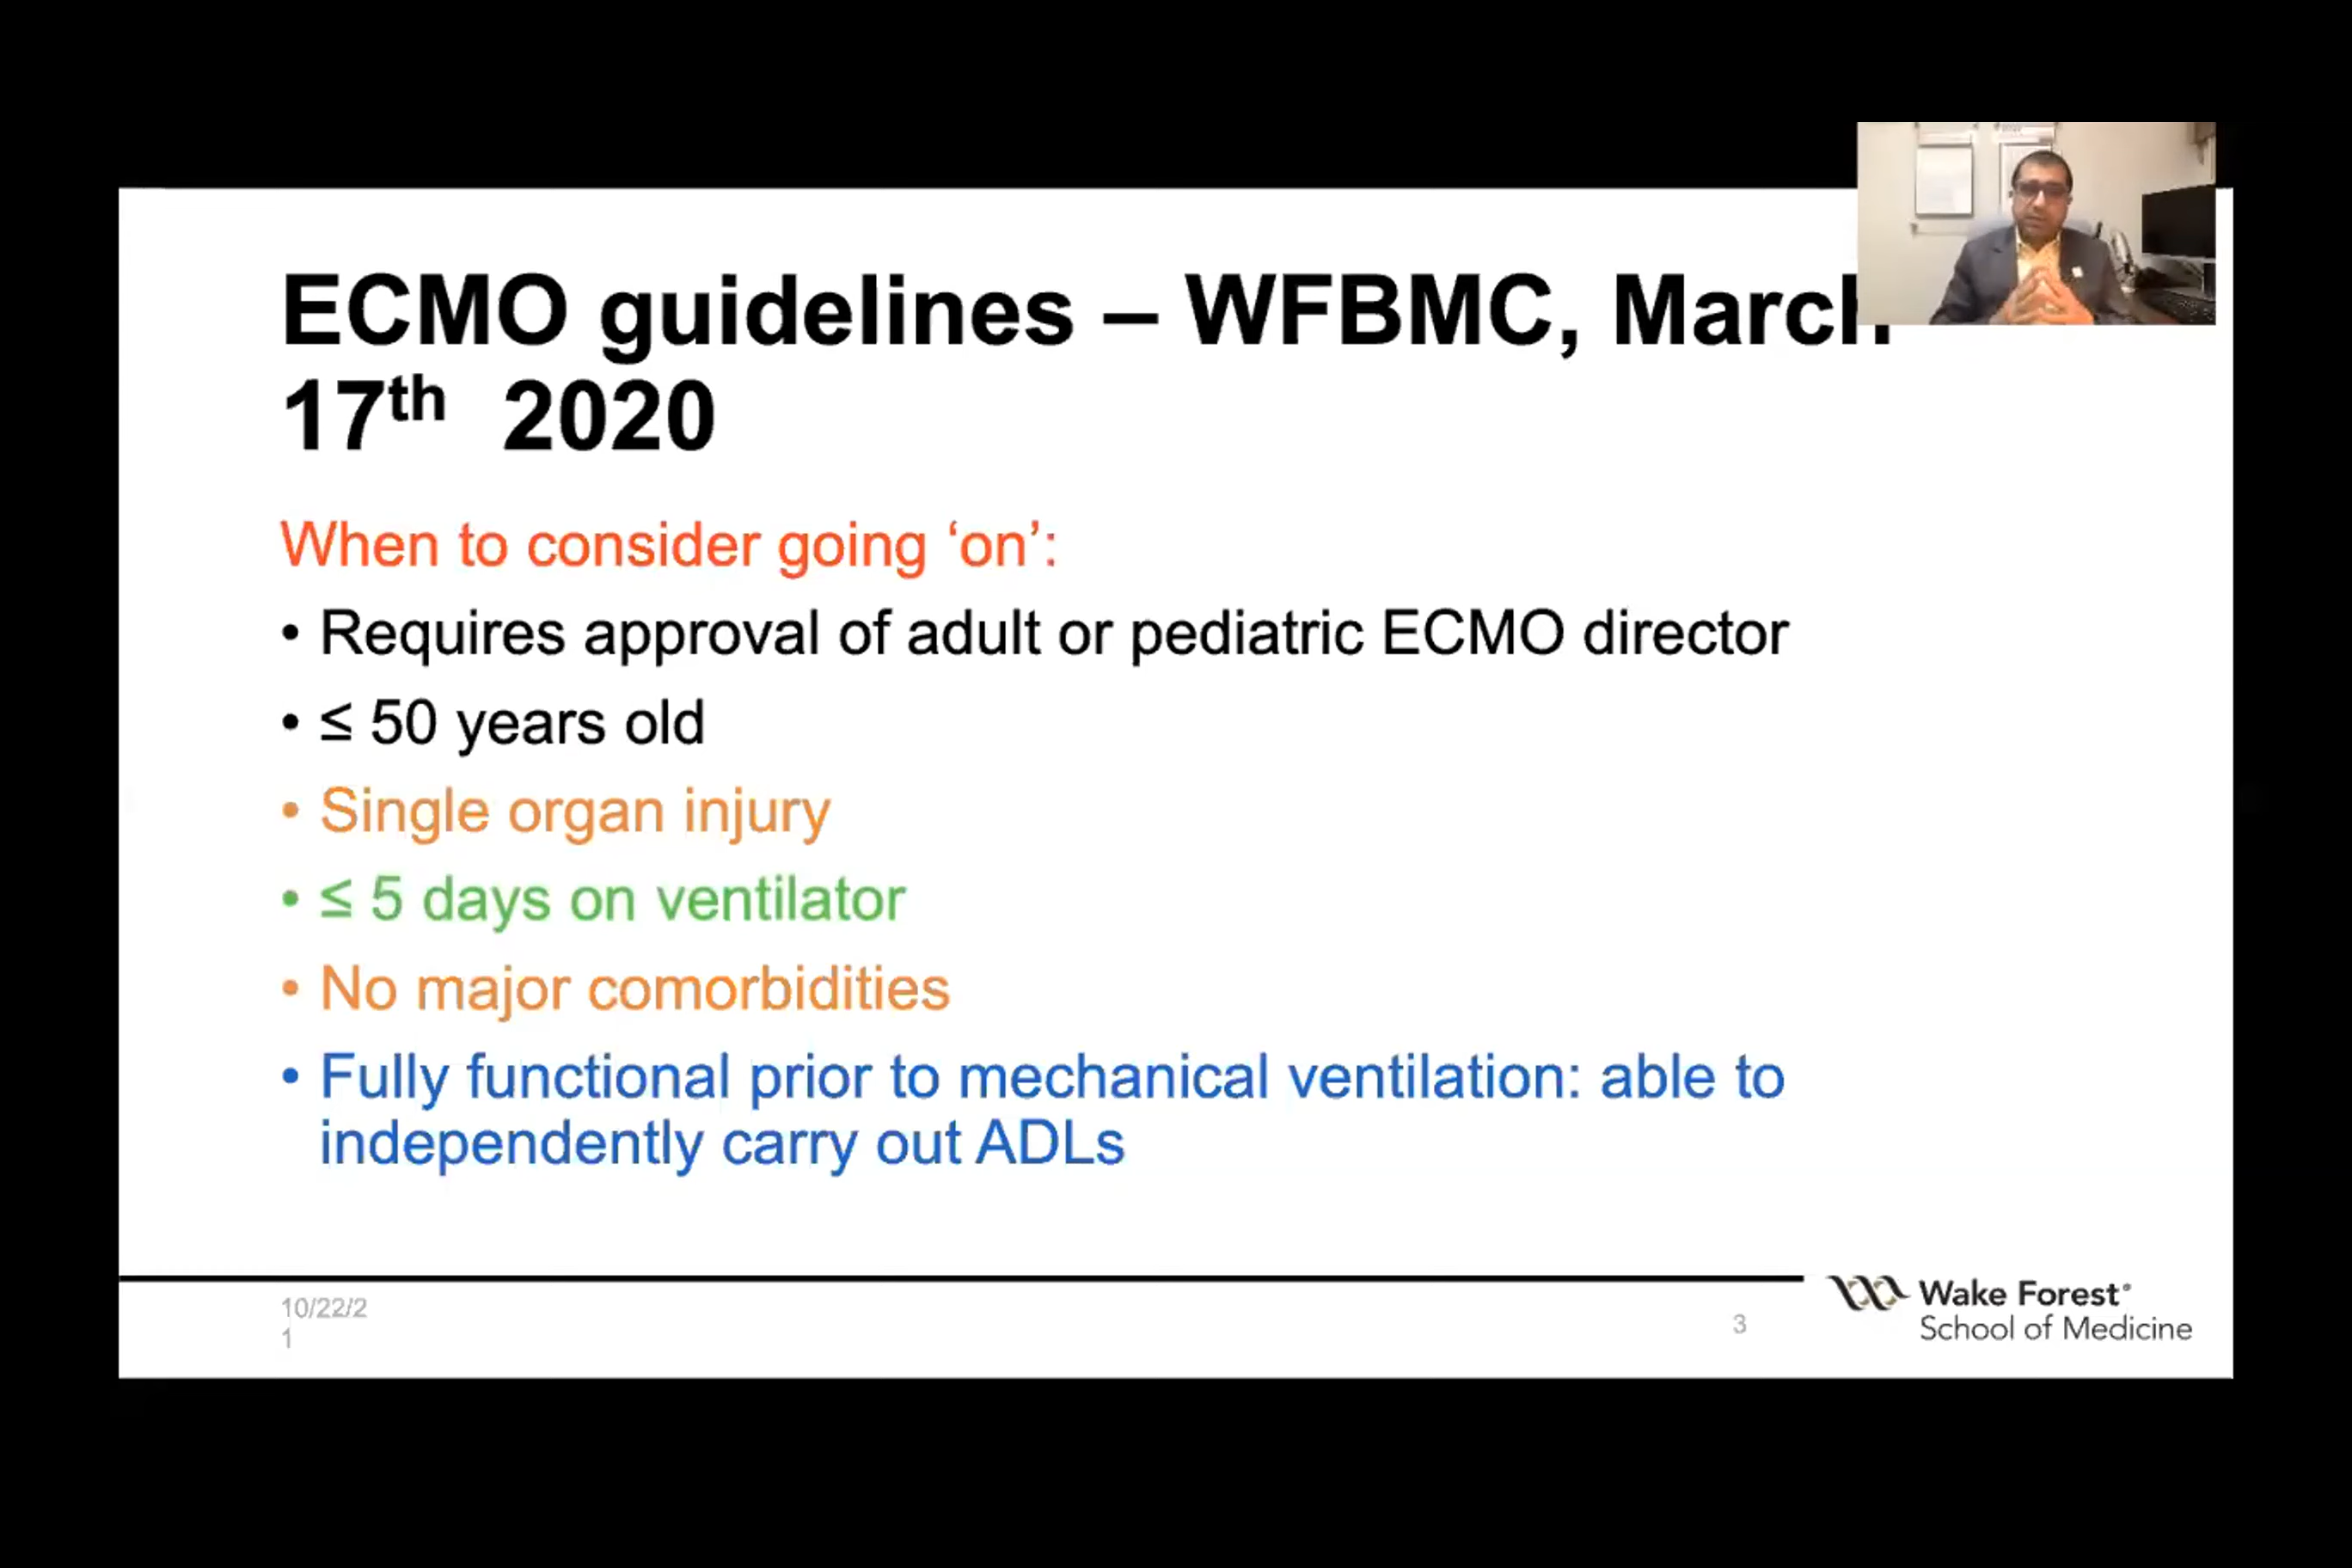 ECMO guidelines – WFBMC, March
17th 2020
When to consider going ‘on’:
• Requires approval of adult or pediatric ECMO director
• ≤ 50 years old
• Single organ injury
• ≤ 5 days on ventilator
• No major comorbidities
• Fully functional prior to mechanical ventilation: able to
independently carry out ADLs
10/22/2
1
3
Wake Forest®
School of Medicine